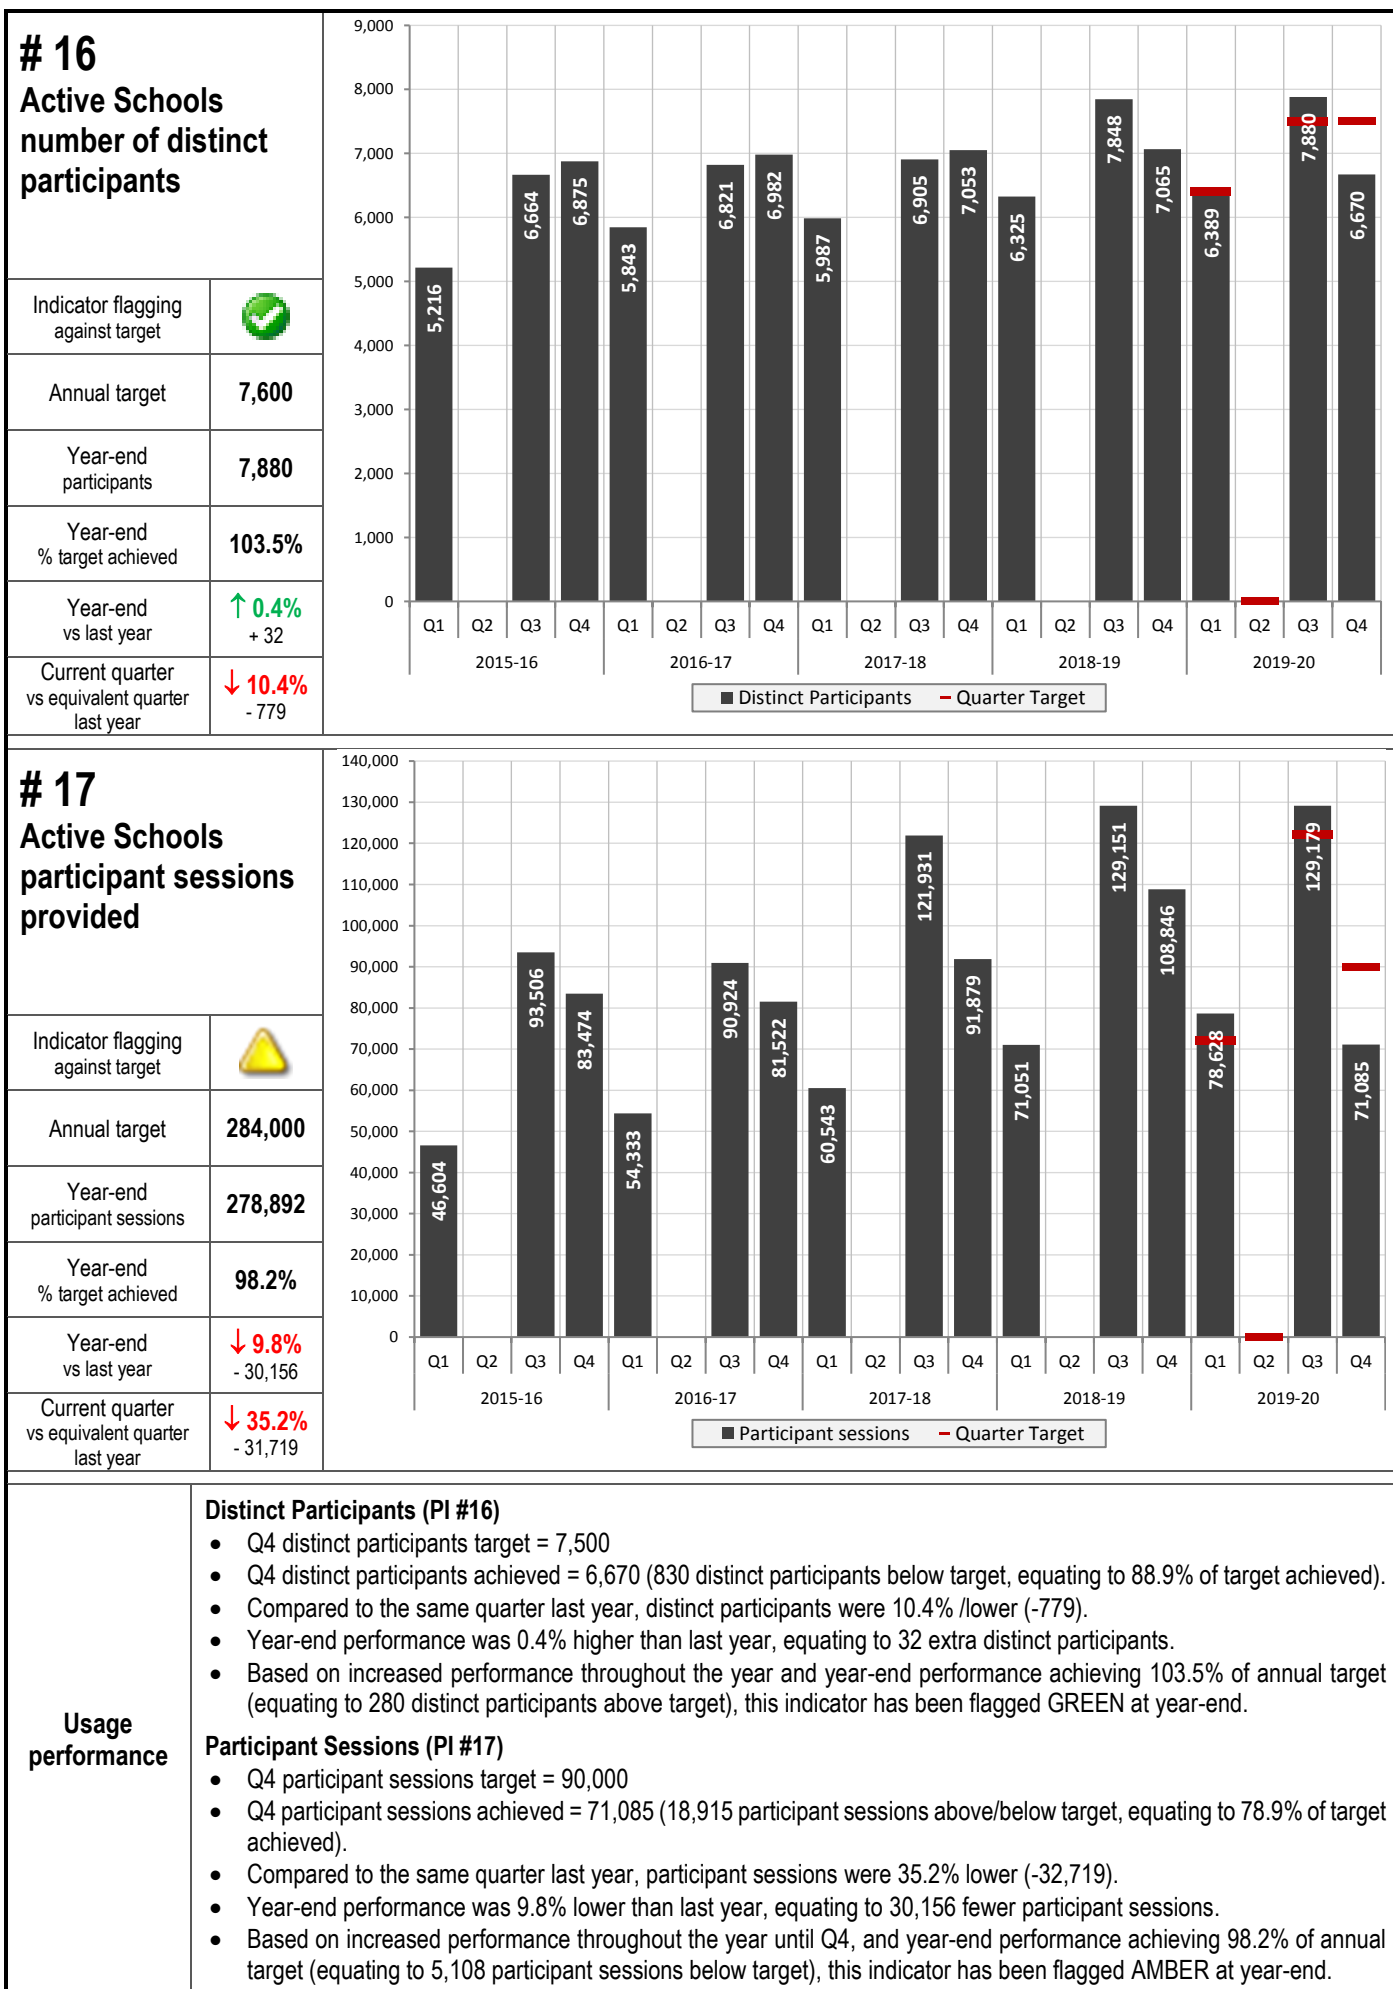 # 16
Active Schools
number of distinct
participants
Indicator flagging
against target
Annual target
7,600
Year-end
participants
7,880
Year-end
% target achieved
103.5%
Year-end
vs last year
↑ 0.4%
+ 32
Current quarter
vs equivalent quarter
last year
↓ 10.4%
- 779
9,000
8,000
7,000
6,000
5,000
4,000
3,000
2,000
1,000
0
5,216
6,664
6,875
5,843
6,821
6,982
5,987
6,905
7,053
6,325
7,848
7,065
6,389
7,880
6,670
Q1 Q2 Q3 Q4 Q1 Q2 Q3 Q4 Q1 Q2 Q3 Q4 Q1 Q2 Q3 Q4 Q1 Q2 Q3 Q4
2015-16 2016-17 2017-18 2018-19 2019-20
Distinct Participants Quarter Target
# 17
Active Schools
participant sessions
provided
Indicator flagging
against target
Annual target
284,000
Year-end
participant sessions
278,892
Year-end
% target achieved
98.2%
Year-end
vs last year
↓ 9.8%
- 30,156
Current quarter
vs equivalent quarter
last year
↓ 35.2%
- 31,719
140,000
130,000
120,000
110,000
100,000
90,000
80,000
70,000
60,000
50,000
40,000
30,000
20,000
10,000
0
46,604
93,506
83,474
54,333
90,924
81,522
60,543
121,931
91,879
71,051
129,151
108,846
78,628
129,179
71,085
Q1 Q2 Q3 Q4 Q1 Q2 Q3 Q4 Q1 Q2 Q3 Q4 Q1 Q2 Q3 Q4 Q1 Q2 Q3 Q4
2015-16 2016-17 2017-18 2018-19 2019-20
Participant sessions Quarter Target
Usage
performance
Distinct Participants (PI #16)
• Q4 distinct participants target = 7,500
• Q4 distinct participants achieved = 6,670 (830 distinct participants below target, equating to 88.9% of target achieved).
• Compared to the same quarter last year, distinct participants were 10.4% /lower (-779).
• Year-end performance was 0.4% higher than last year, equating to 32 extra distinct participants.
• Based on increased performance throughout the year and year-end performance achieving 103.5% of annual target
(equating to 280 distinct participants above target), this indicator has been flagged GREEN at year-end.
Participant Sessions (PI #17)
• Q4 participant sessions target = 90,000
• Q4 participant sessions achieved = 71,085 (18,915 participant sessions above/below target, equating to 78.9% of target
achieved).
• Compared to the same quarter last year, participant sessions were 35.2% lower (-32,719).
• Year-end performance was 9.8% lower than last year, equating to 30,156 fewer participant sessions.
• Based on increased performance throughout the year until Q4, and year-end performance achieving 98.2% of annual
target (equating to 5,108 participant sessions below target), this indicator has been flagged AMBER at year-end.